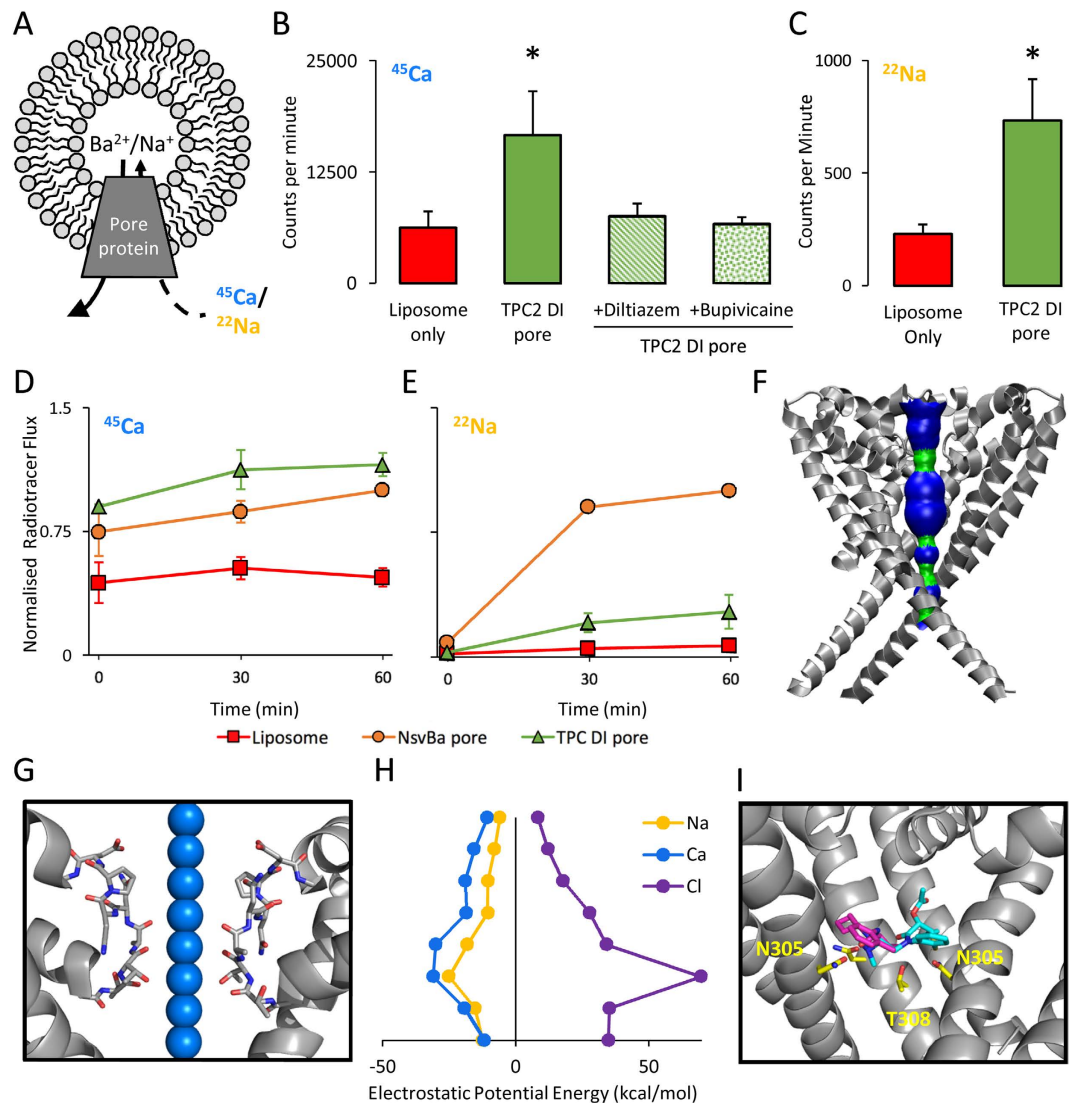 A
Ba2+/Na+
Pore
protein
45Ca/
22Na
B
45Ca
Counts per minute
25000
12500
0
*
Liposome
only
TPC2 DI
pore
+Diltiazem
+Bupivicaine
TPC2 DI pore
C
22Na
Counts per Minute
1000
500
0
*
Liposome
Only
TPC2 DI
pore
D
45Ca
Normalised Radiotracer Flux
1.5
0.75
0
0
30
60
Time (min)
E
22Na
0
30
60
Time (min)
Liposome
NsvBa pore
TPC DI pore
F
G
H
Na
Ca
Cl
-50
0
50
Electrostatic Potential Energy (kcal/mol)
I
N305
N305
T308